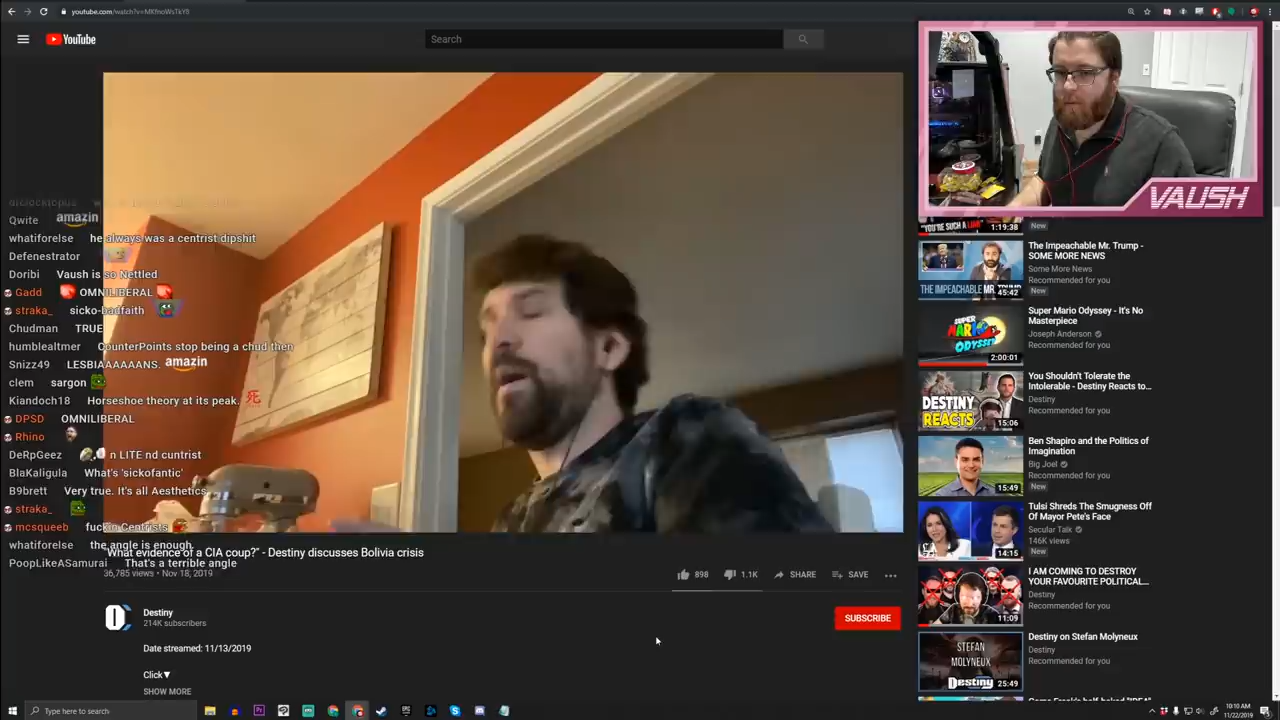 youtube.com/watch?v=MXfnoWsTkY8
YouTube
Search
VAUSH
Qwite amazin
whatiforelse he always was a centrist dipshit
Defenestrator
Doribi Vaush is so Nettled
Gadd OMNILIBERAL
straka_ sicko-badfaith
Chudman TRUE
humblealtmer CounterPoints stop being a chud then
Snizz49 LESBIAAAAAANS. amazin
clem sargon
Kiandoch18 Horseshoe theory at its peak. 死
DPSD OMNILIBERAL
Rhino
DeRpGeez n LITE nd cuntrist
BlaKaligula What's 'sickofantic'
B9brett Very true. It's all Aesthetics
straka_
mcsqueeb fuckin Centrists
whatiforelse the angle is enough
PoopLikeASamurai That's a terrible angle
"What evidence of a CIA coup?" - Destiny discusses Bolivia crisis
36,785 views • Nov 18, 2019
898
1.1K
SHARE
SAVE
Destiny
214K subscribers
SUBSCRIBE
Date streamed: 11/13/2019
Click▼
SHOW MORE
"YOU'RE SUCH A LIAR"
1:19:38
New
THE IMPEACHABLE MR. TRUMP
45:42
The Impeachable Mr. Trump -
SOME MORE NEWS
Some More News
Recommended for you
New
SUPER MARIO ODYSSEY
2:00:01
Super Mario Odyssey - It's No
Masterpiece
Joseph Anderson
Recommended for you
DESTINY
REACTS
15:06
You Shouldn't Tolerate the
Intolerable - Destiny Reacts to...
Destiny
Recommended for you
15:49
Ben Shapiro and the Politics of
Imagination
Big Joel
Recommended for you
New
14:15
Tulsi Shreds The Smugness Off
Of Mayor Pete's Face
Secular Talk
146K views
New
11:09
I AM COMING TO DESTROY
YOUR FAVOURITE POLITICAL...
Destiny
Recommended for you
STEFAN
MOLYNEUX
Destiny
25:49
Destiny on Stefan Molyneux
Destiny
Recommended for you
Type here to search
10:10 AM
11/22/2019